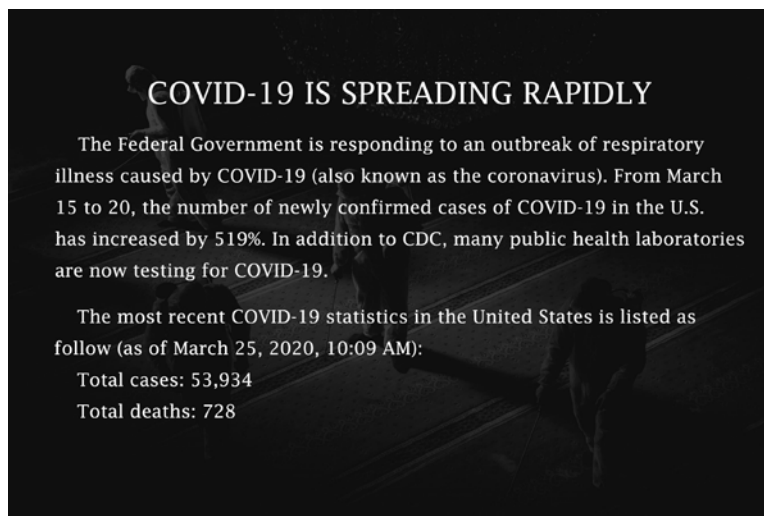 COVID-19 IS SPREADING RAPIDLY
The Federal Government is responding to an outbreak of respiratory
illness caused by COVID-19 (also known as the coronavirus). From March
15 to 20, the number of newly confirmed cases of COVID-19 in the U.S.
has increased by 519%. In addition to CDC, many public health laboratories
are now testing for COVID-19.
The most recent COVID-19 statistics in the United States is listed as
follow (as of March 25, 2020, 10:09 AM):
Total cases: 53,934
Total deaths: 728